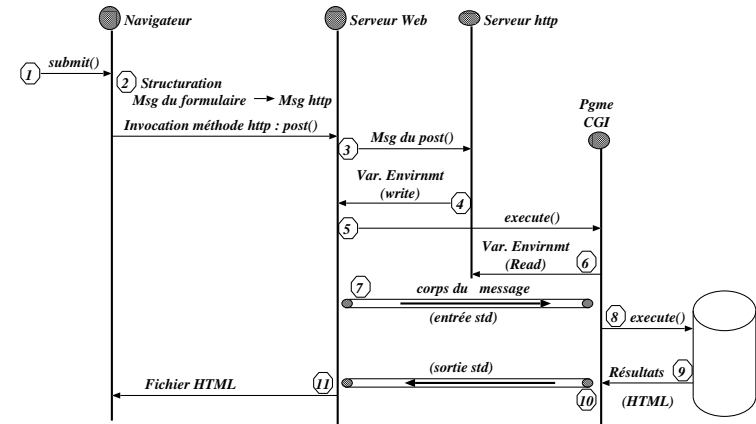 Navigateur
Serveur Web
Serveur http
1
submit()
2
Structuration
Msg du formulaire → Msg http
Invocation méthode http : post()
3
Msg du post()
Pgme
CGI
Var. Envirnmt
(write)
4
5
execute()
Var. Envirnmt
(Read)
6
7
corps du message
(entrée std)
8
execute()
(sortie std)
Résultats
9
(HTML)
10
Fichier HTML
11